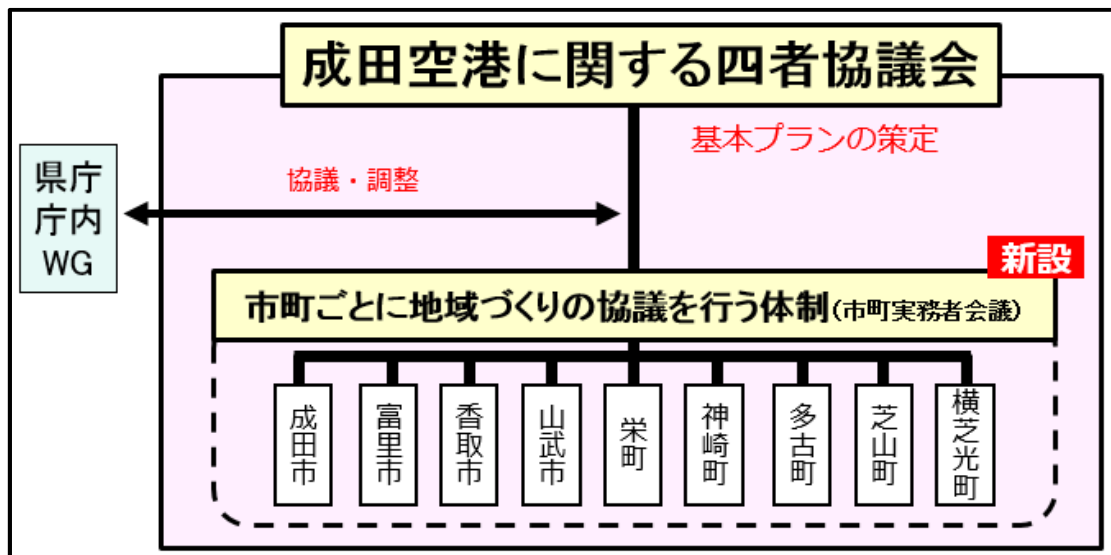 成田空港に関する四者協議会
基本プランの策定
県庁
庁内
WG
協議・調整
新設
市町ごとに地域づくりの協議を行う体制(市町実務者会議)
成田市
富里市
香取市
山武市
栄町
神崎町
多古町
芝山町
横芝光町